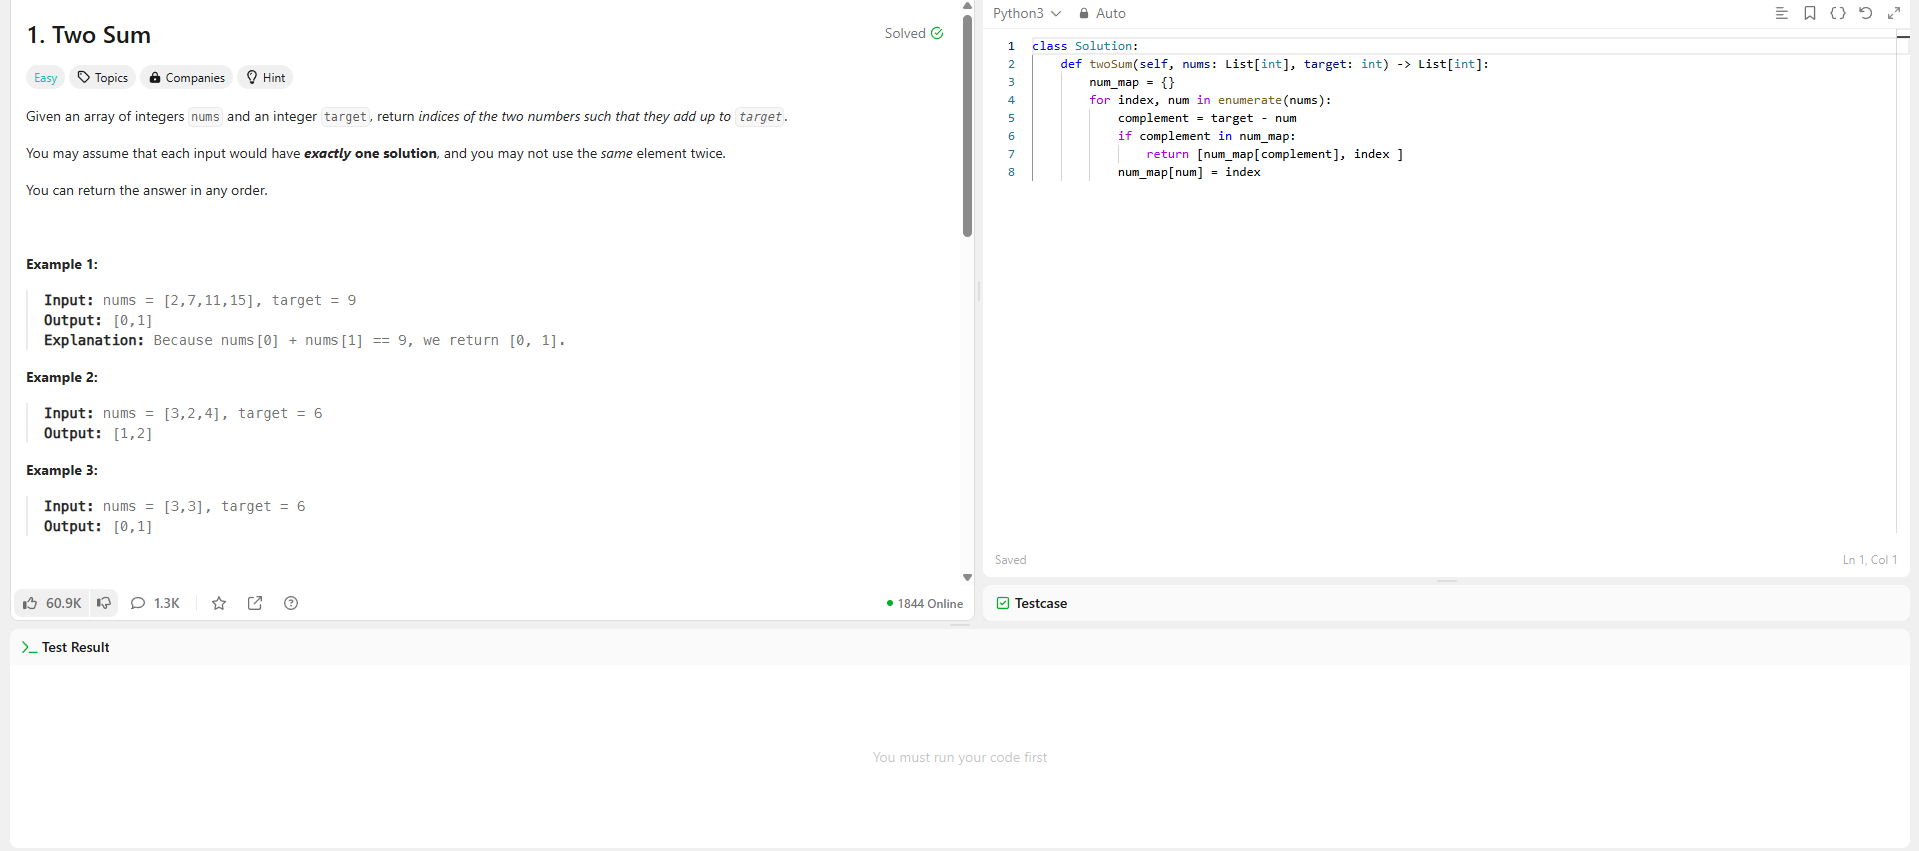 1. Two Sum
Solved
Easy Topics Companies Hint
Given an array of integers nums and an integer target, return indices of the two numbers such that they add up to target.
You may assume that each input would have exactly one solution, and you may not use the same element twice.
You can return the answer in any order.
Example 1:
Input: nums = [2,7,11,15], target = 9
Output: [0,1]
Explanation: Because nums[0] + nums[1] == 9, we return [0, 1].
Example 2:
Input: nums = [3,2,4], target = 6
Output: [1,2]
Example 3:
Input: nums = [3,3], target = 6
Output: [0,1]
60.9K 1.3K
1844 Online
Python3 Auto
1 class Solution:
2     def twoSum(self, nums: List[int], target: int) -> List[int]:
3         num_map = {}
4         for index, num in enumerate(nums):
5             complement = target - num
6             if complement in num_map:
7                 return [num_map[complement], index ]
8             num_map[num] = index
Saved
Ln 1, Col 1
Testcase
Test Result
You must run your code first